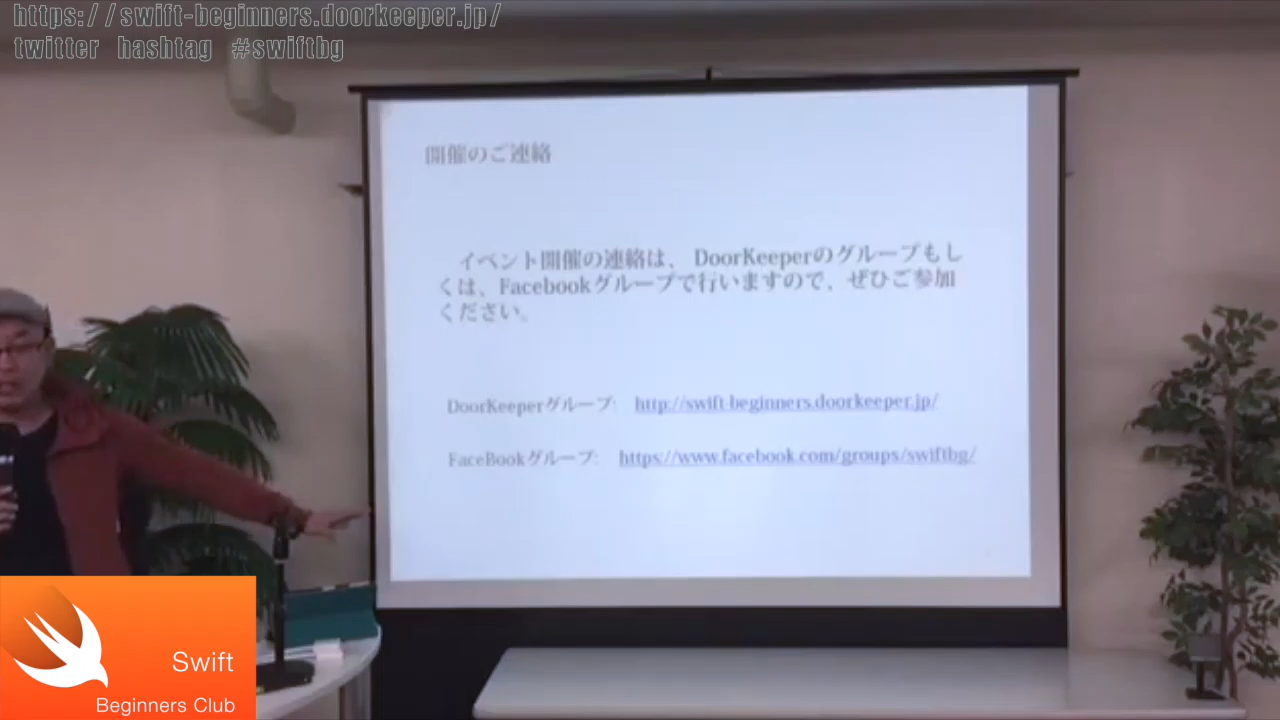 https://swift-beginners.doorkeeper.jp/
twitter hashtag #swiftbg
開催のご連絡
イベント開催の連絡は、 DoorKeeperのグループもし
くは、Facebookグループで行いますので、ぜひご参加
ください。
DoorKeeperグループ: http://swift-beginners.doorkeeper.jp/
FaceBookグループ: https://www.facebook.com/groups/swiftbg/
Swift
Beginners Club